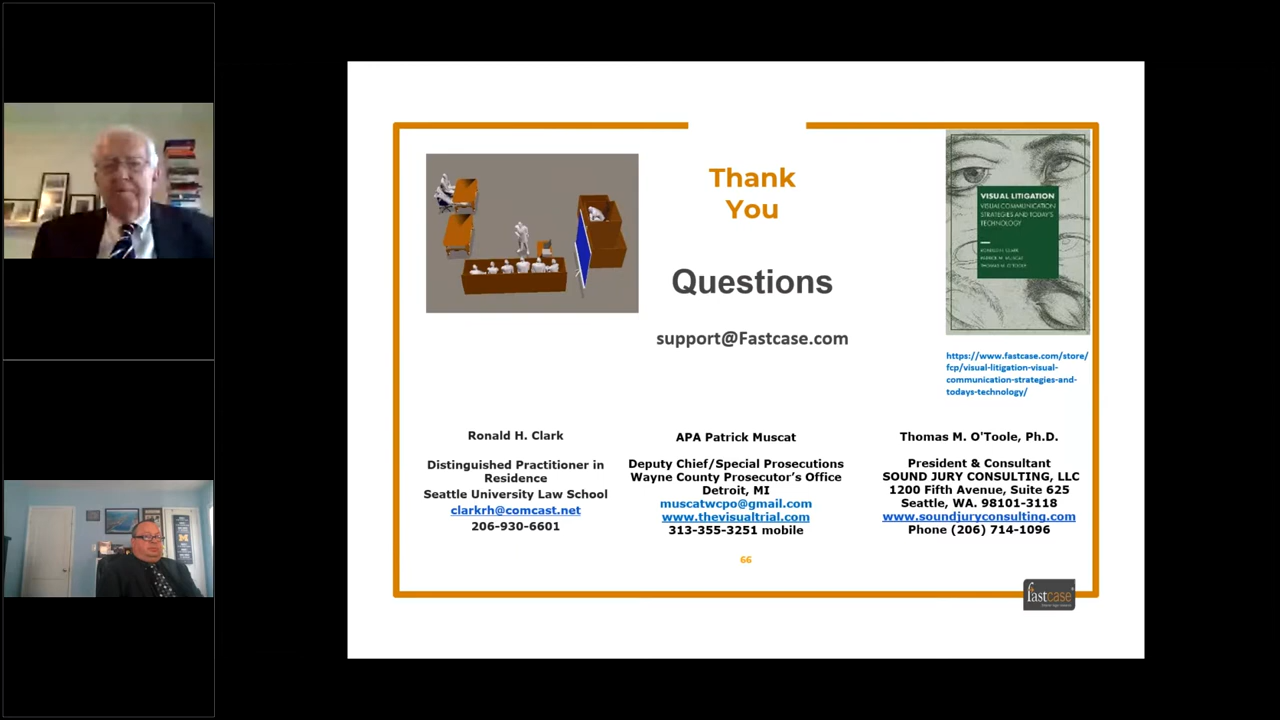 Thank
You
Questions
support@Fastcase.com
VISUAL LITIGATION
VISUAL COMMUNICATION
STRATEGIES AND TODAY'S
TECHNOLOGY
RONALD H. CLARK
PATRICK M. MUSCAT
THOMAS M. O'TOOLE
https://www.fastcase.com/store/
fcp/visual-litigation-visual-
communication-strategies-and-
todays-technology/
Ronald H. Clark
Distinguished Practitioner in
Residence
Seattle University Law School
clarkrh@comcast.net
206-930-6601
APA Patrick Muscat
Deputy Chief/Special Prosecutions
Wayne County Prosecutor's Office
Detroit, MI
muscatwcpo@gmail.com
www.thevisualtrial.com
313-355-3251 mobile
Thomas M. O'Toole, Ph.D.
President & Consultant
SOUND JURY CONSULTING, LLC
1200 Fifth Avenue, Suite 625
Seattle, WA. 98101-3118
www.soundjuryconsulting.com
Phone (206) 714-1096
66
fastcase